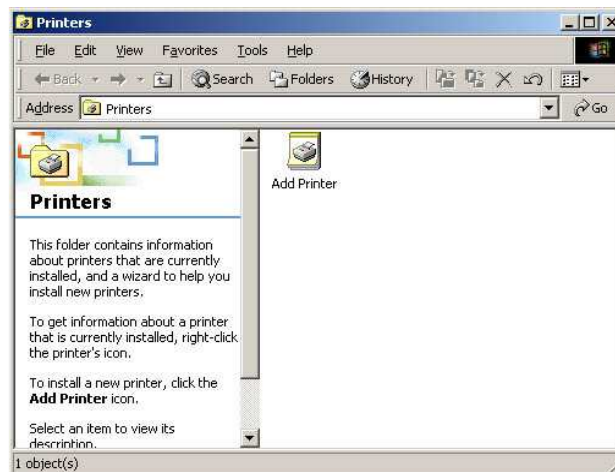 Printers
File Edit View Favorites Tools Help
Back Search Folders History
Address Printers Go
Printers
This folder contains information
about printers that are currently
installed, and a wizard to help you
install new printers.
To get information about a printer
that is currently installed, right-click
the printer's icon.
To install a new printer, click the
Add Printer icon.
Select an item to view its
description.
Add Printer
1 object(s)